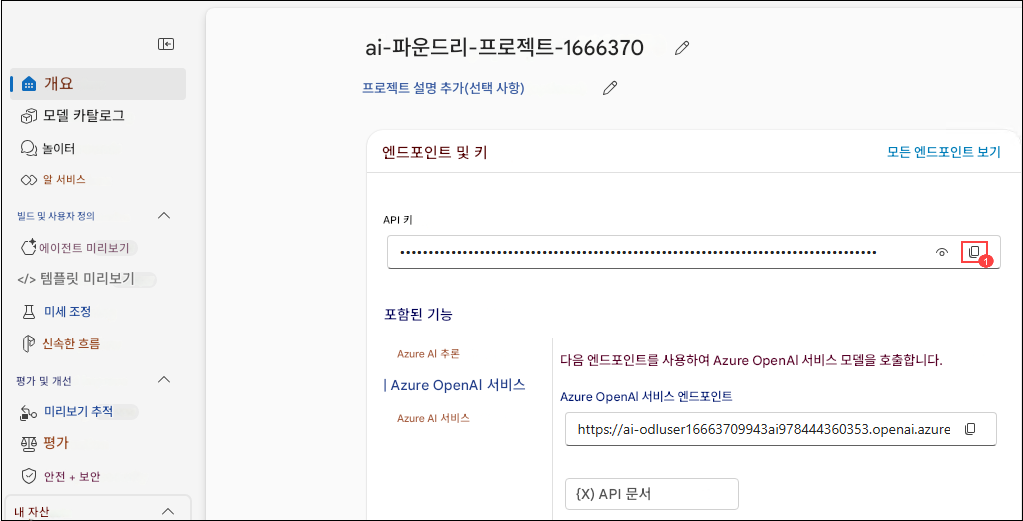 ai-파운드리-프로젝트-1666370
프로젝트 설명 추가(선택 사항)
개요
모델 카탈로그
놀이터
알 서비스
빌드 및 사용자 정의
에이전트 미리보기
</> 템플릿 미리보기
미세 조정
신속한 흐름
평가 및 개선
미리보기 추적
평가
안전 + 보안
내 자산
엔드포인트 및 키
모든 엔드포인트 보기
API 키
1
포함된 기능
Azure AI 추론
Azure OpenAI 서비스
Azure AI 서비스
다음 엔드포인트를 사용하여 Azure OpenAI 서비스 모델을 호출합니다.
Azure OpenAI 서비스 엔드포인트
https://ai-odluser16663709943ai978444360353.openai.azure
{X) API 문서